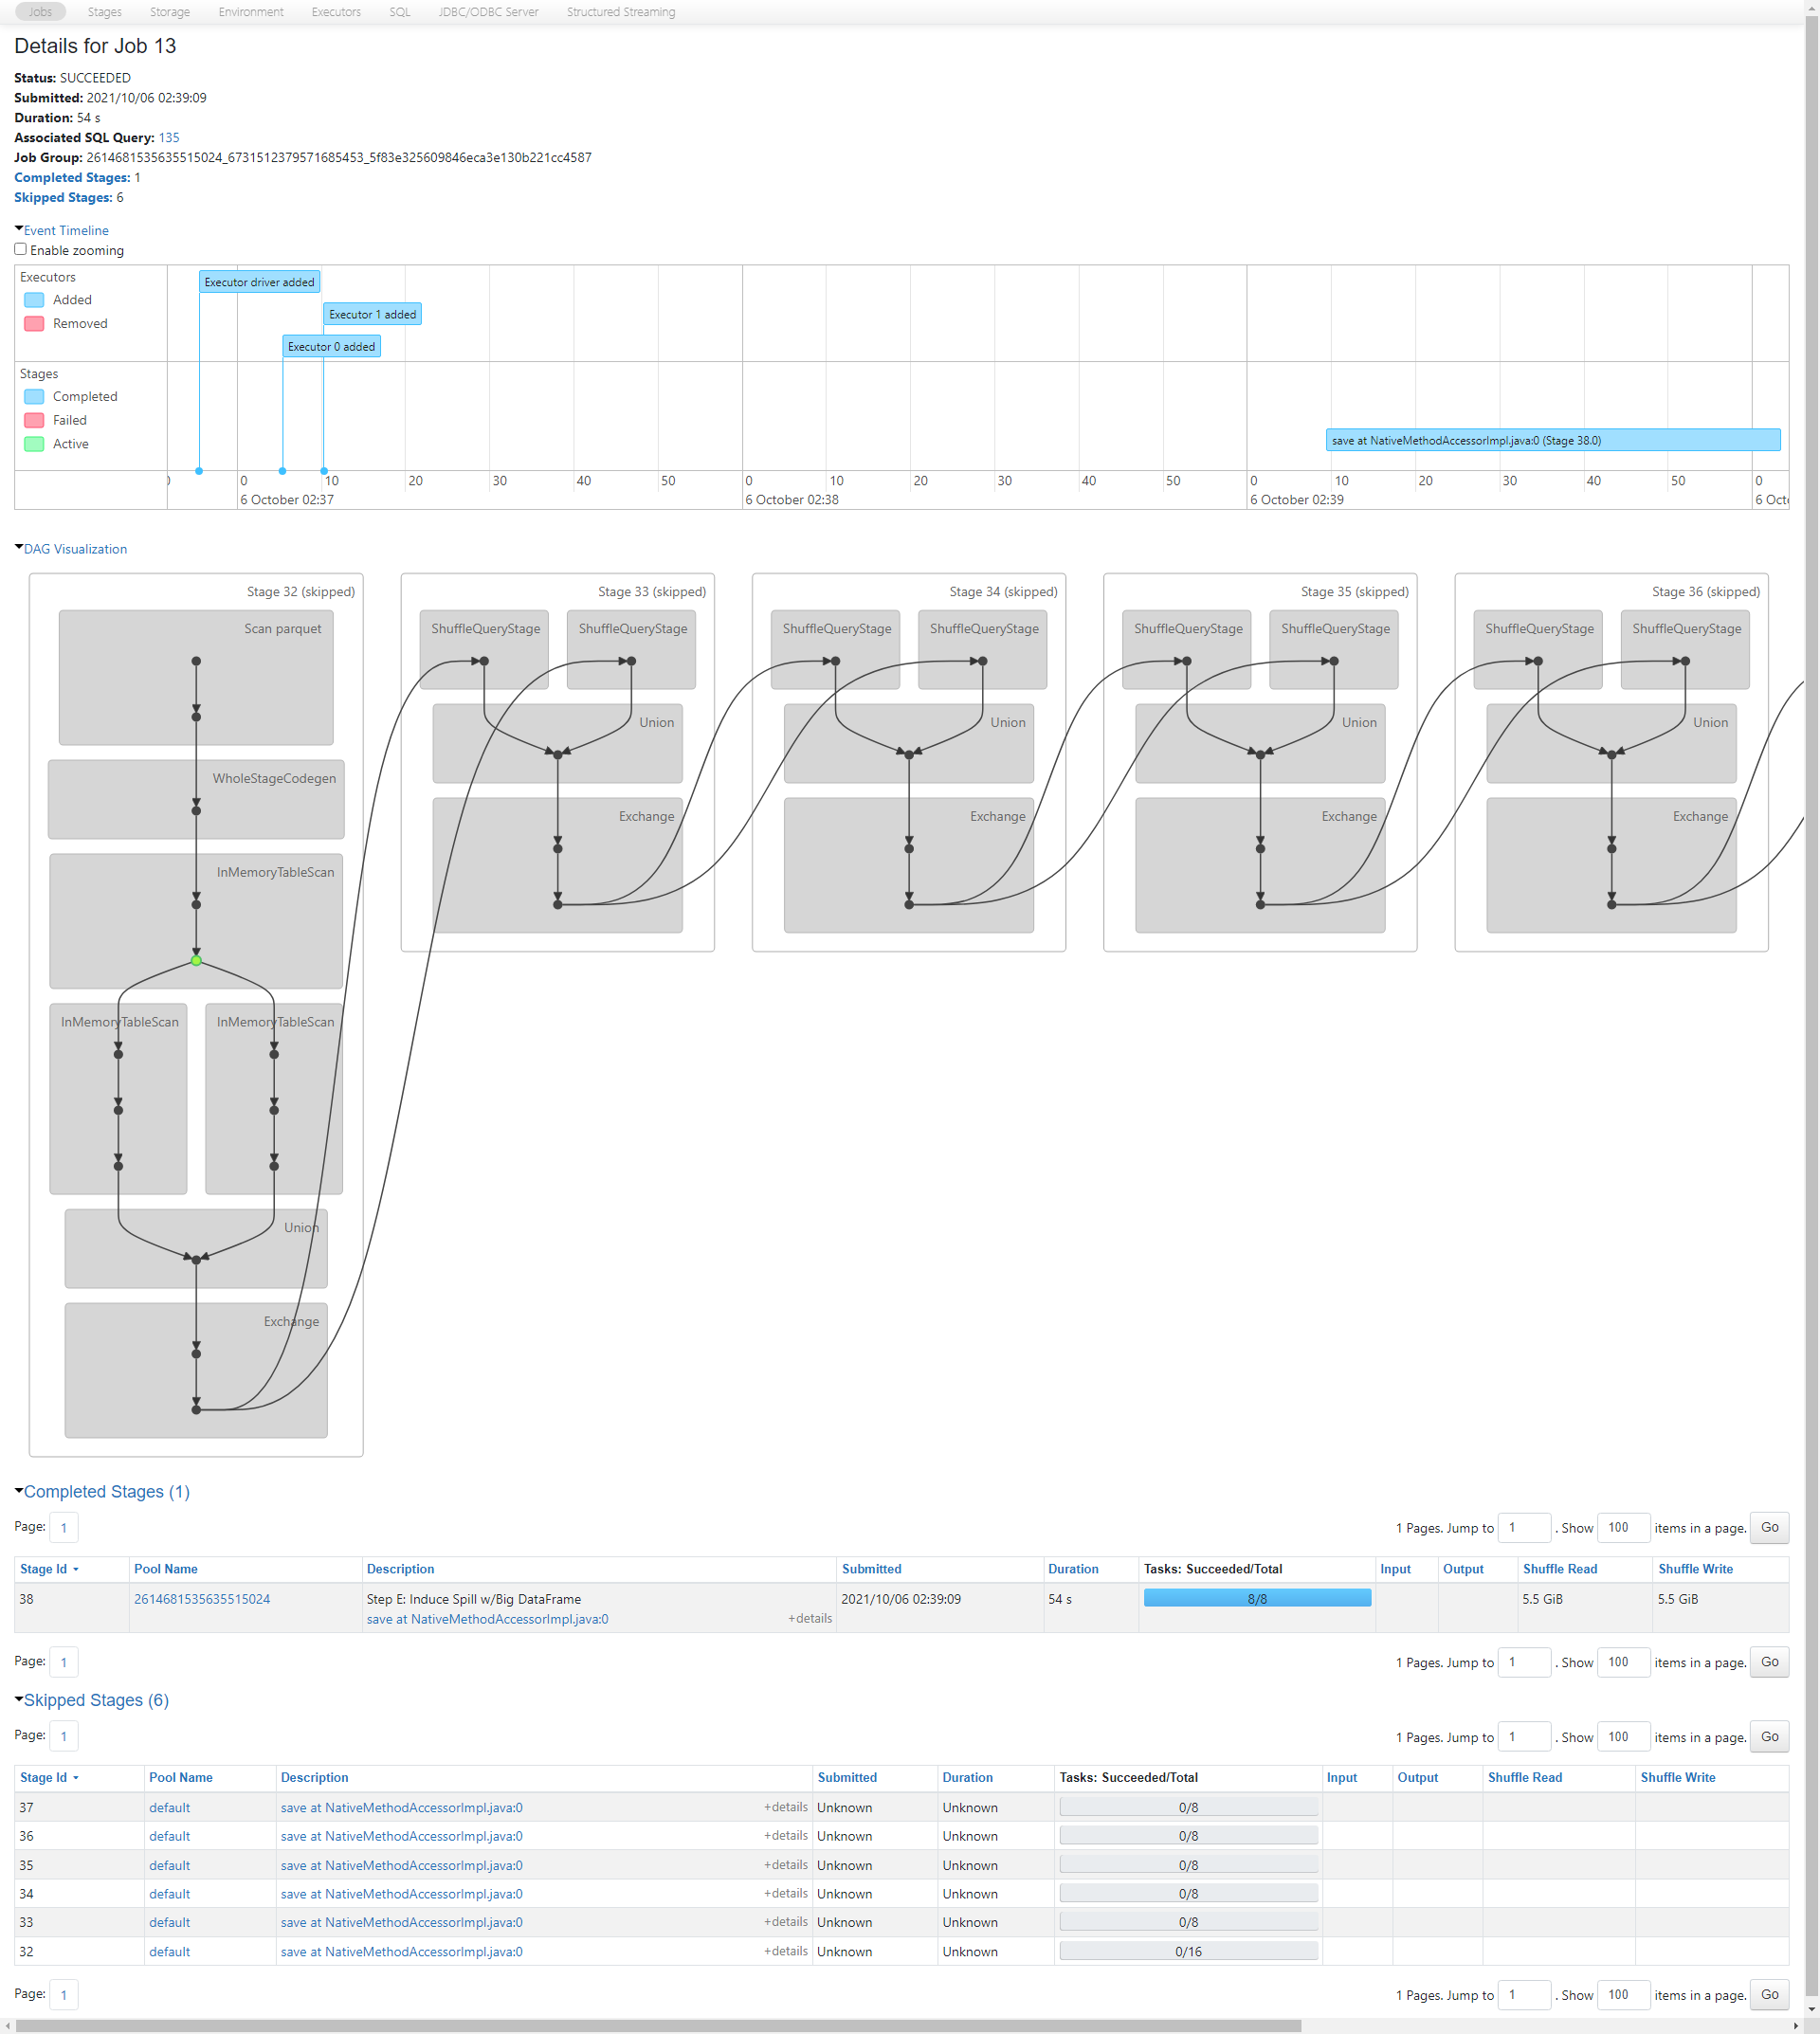 Jobs Stages Storage Environment Executors SQL JDBC/ODBC Server Structured Streaming
Details for Job 13
Status: SUCCEEDED
Submitted: 2021/10/06 02:39:09
Duration: 54 s
Associated SQL Query: 135
Job Group: 2614681535635515024_6731512379571685453_5f83e325609846eca3e130b221cc4587
Completed Stages: 1
Skipped Stages: 6
Event Timeline
Enable zooming
Executors
Added
Removed
Executor driver added
Executor 1 added
Executor 0 added
Stages
Completed
Failed
Active
save at NativeMethodAccessorImpl.java:0 (Stage 38.0)
0 10 20 30 40 50 0 10 20 30 40 50 0 10 20 30 40 50 0
6 October 02:37 6 October 02:38 6 October 02:39 6 Oct
DAG Visualization
Stage 32 (skipped)
Scan parquet
WholeStageCodegen
InMemoryTableScan
InMemoryTableScan InMemoryTableScan
Union
Exchange
Stage 33 (skipped)
ShuffleQueryStage ShuffleQueryStage
Union
Exchange
Stage 34 (skipped)
ShuffleQueryStage ShuffleQueryStage
Union
Exchange
Stage 35 (skipped)
ShuffleQueryStage ShuffleQueryStage
Union
Exchange
Stage 36 (skipped)
ShuffleQueryStage ShuffleQueryStage
Union
Exchange
Completed Stages (1)
Page: 1 1 Pages. Jump to 1 . Show 100 items in a page. Go
Stage Id Pool Name Description Submitted Duration Tasks: Succeeded/Total Input Output Shuffle Read Shuffle Write
38 2614681535635515024 Step E: Induce Spill w/Big DataFrame 2021/10/06 02:39:09 54 s 8/8 5.5 GiB 5.5 GiB
save at NativeMethodAccessorImpl.java:0 +details
Page: 1 1 Pages. Jump to 1 . Show 100 items in a page. Go
Skipped Stages (6)
Page: 1 1 Pages. Jump to 1 . Show 100 items in a page. Go
Stage Id Pool Name Description Submitted Duration Tasks: Succeeded/Total Input Output Shuffle Read Shuffle Write
37 default save at NativeMethodAccessorImpl.java:0 +details Unknown Unknown 0/8
36 default save at NativeMethodAccessorImpl.java:0 +details Unknown Unknown 0/8
35 default save at NativeMethodAccessorImpl.java:0 +details Unknown Unknown 0/8
34 default save at NativeMethodAccessorImpl.java:0 +details Unknown Unknown 0/8
33 default save at NativeMethodAccessorImpl.java:0 +details Unknown Unknown 0/8
32 default save at NativeMethodAccessorImpl.java:0 +details Unknown Unknown 0/16
Page: 1 1 Pages. Jump to 1 . Show 100 items in a page. Go